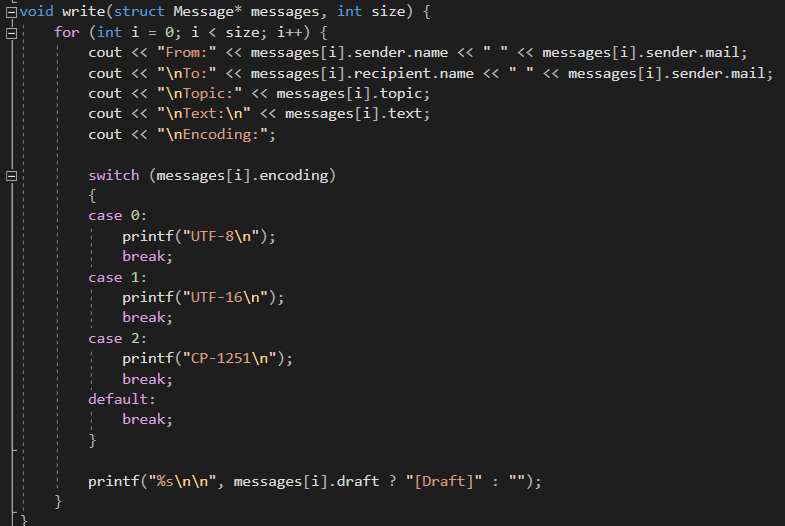 void write(struct Message* messages, int size) {
for (int i = 0; i < size; i++) {
cout << "From:" << messages[i].sender.name << " " << messages[i].sender.mail;
cout << "\nTo:" << messages[i].recipient.name << " " << messages[i].sender.mail;
cout << "\nTopic:" << messages[i].topic;
cout << "\nText:\n" << messages[i].text;
cout << "\nEncoding:";
switch (messages[i].encoding)
{
case 0:
printf("UTF-8\n");
break;
case 1:
printf("UTF-16\n");
break;
case 2:
printf("CP-1251\n");
break;
default:
break;
}
printf("%s\n\n", messages[i].draft ? "[Draft]" : "");
}
}